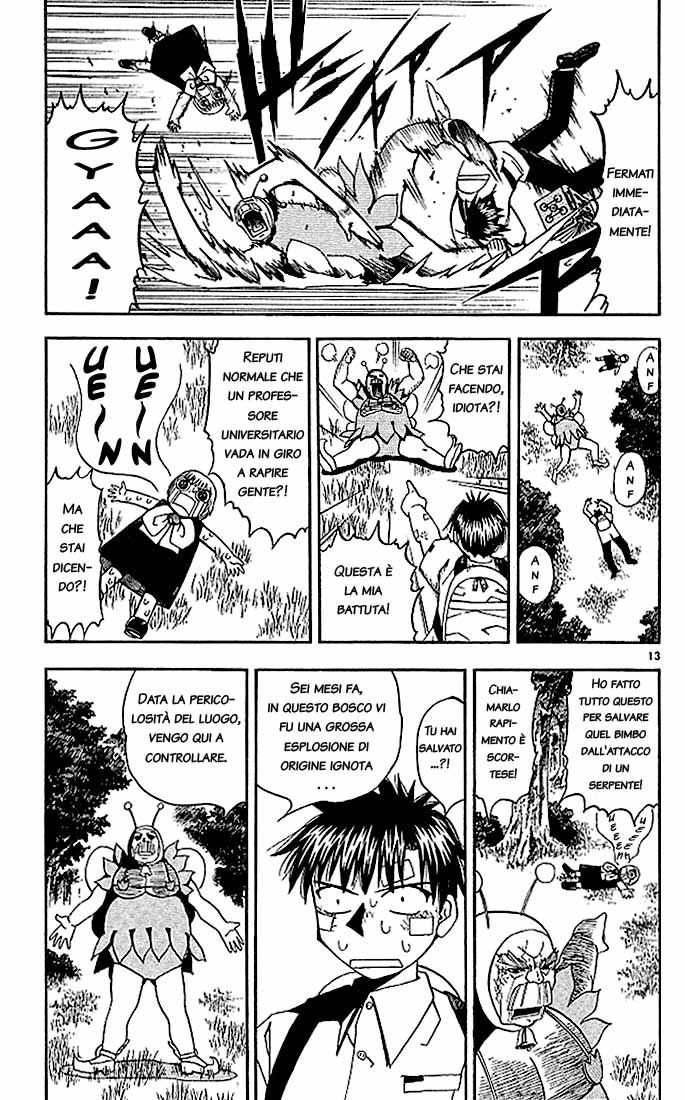 FERMATI
IMME-
DIATA-
MENTE!
GYAAA!
ANF
ANF
ANF
CHE STAI
FACENDO,
IDIOTA?!
QUESTA È
LA MIA
BATTUTA!
REPUTI
NORMALE CHE
UN PROFES-
SORE
UNIVERSITARIO
VADA IN GIRO
A RAPIRE
GENTE?!
UEIN
UEIN
MA
CHE
STAI
DICEN-
DO?!
13
HO FATTO
TUTTO QUESTO
PER SALVARE
QUEL BIMBO
DALL'ATTACCO
DI UN
SERPENTE!
CHIA-
MARLO
RAPI-
MENTO È
SCOR-
TESE!
TU HAI
SALVATO
...?!
SEI MESI FA,
IN QUESTO BOSCO VI
FU UNA GROSSA
ESPLOSIONE DI
ORIGINE IGNOTA
...
DATA LA PERICO-
LOSITÀ DEL LUOGO,
VENGO QUI A
CONTROLLARE.